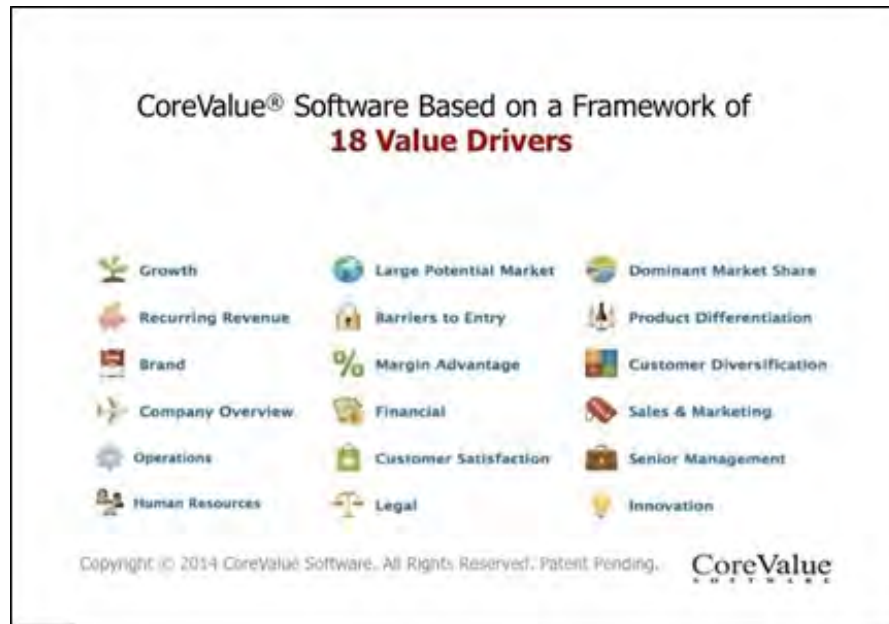 CoreValue® Software Based on a Framework of
18 Value Drivers
Growth
Large Potential Market
Dominant Market Share
Recurring Revenue
Barriers to Entry
Product Differentiation
Brand
Margin Advantage
Customer Diversification
Company Overview
Financial
Sales & Marketing
Operations
Customer Satisfaction
Senior Management
Human Resources
Legal
Innovation
Copyright © 2014 CoreValue Software. All Rights Reserved. Patent Pending.
CoreValue
SOFTWARE